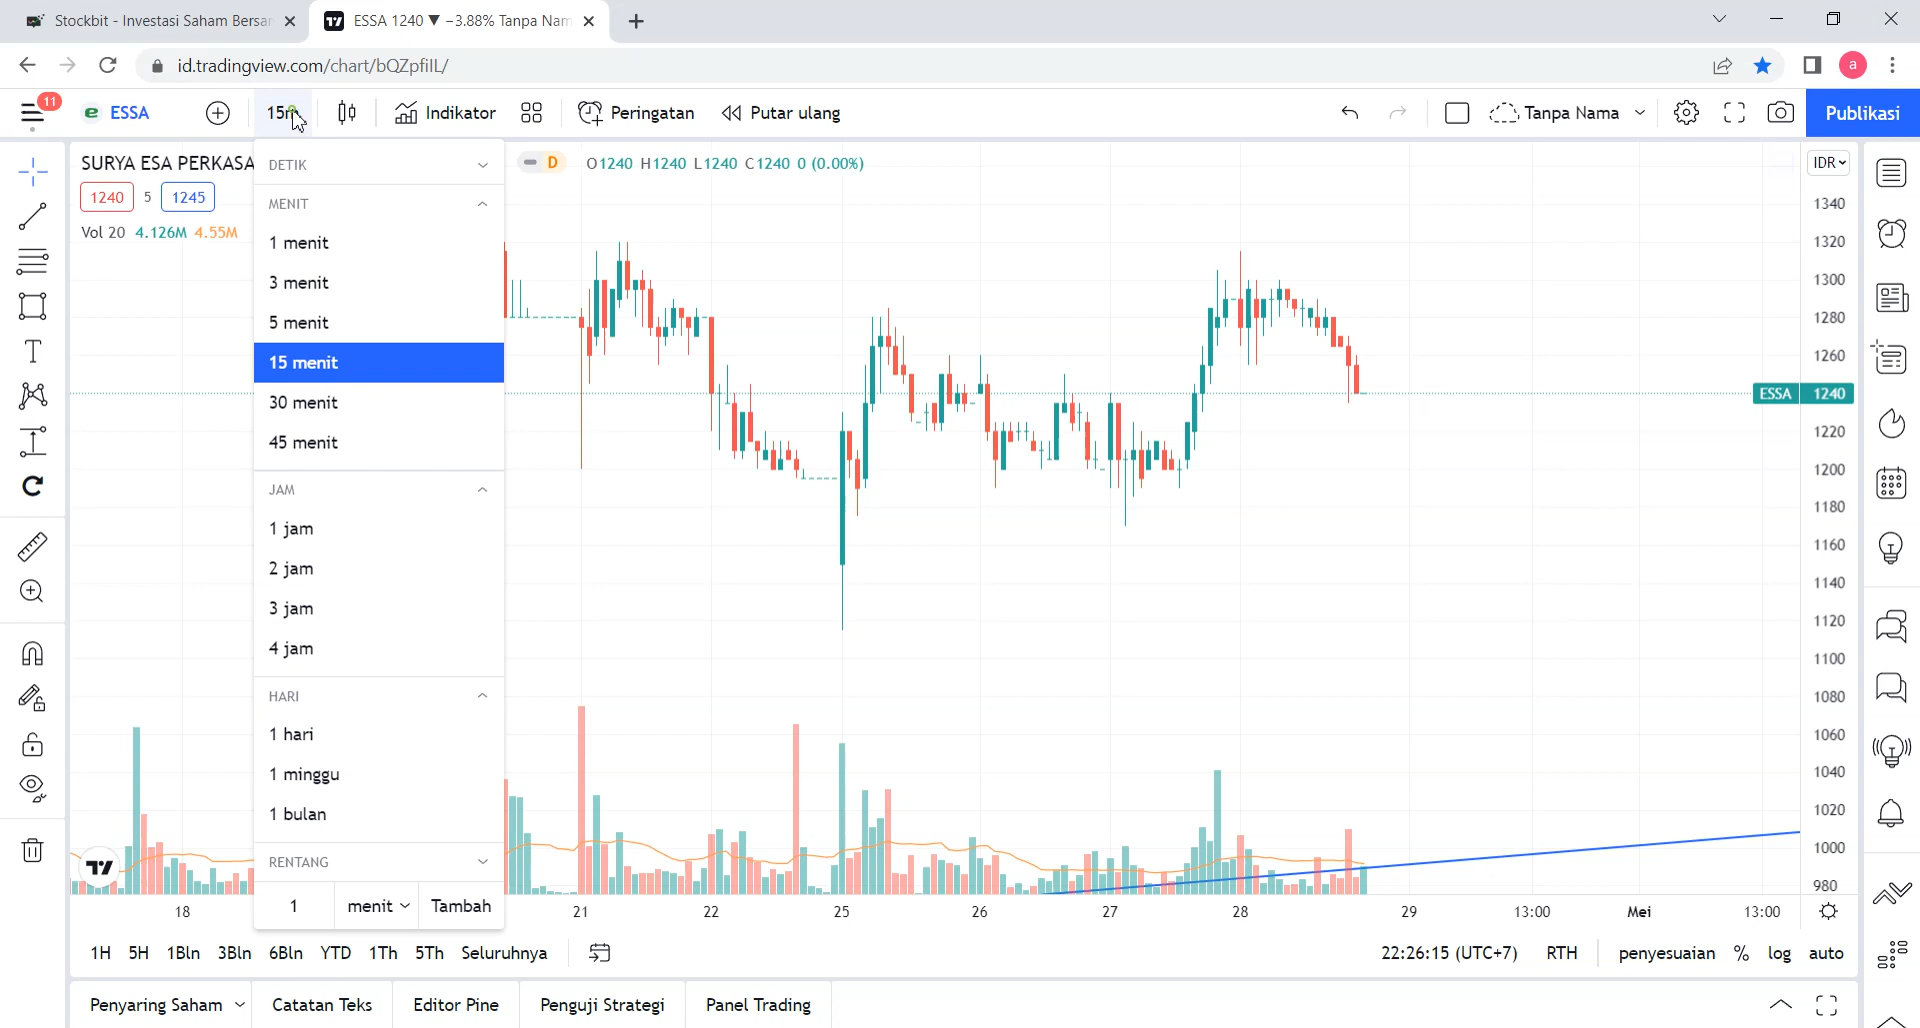 Stockbit - Investasi Saham Bersar
ESSA 1240 ▼ −3.88% Tanpa Nam
id.tradingview.com/chart/bQZpfilL/
a
11
ESSA
15m
Indikator
Peringatan
Putar ulang
Tanpa Nama
Publikasi
SURYA ESA PERKASA
D
O1240 H1240 L1240 C1240 0 (0.00%)
IDR
1240 5 1245
Vol 20 4.126M 4.55M
DETIK
MENIT
1 menit
3 menit
5 menit
15 menit
30 menit
45 menit
JAM
1 jam
2 jam
3 jam
4 jam
HARI
1 hari
1 minggu
1 bulan
RENTANG
1 menit Tambah
1340
1320
1300
1280
1260
ESSA 1240
1220
1200
1180
1160
1140
1120
1100
1080
1060
1040
1020
1000
980
18 21 22 25 26 27 28 29 13:00 Mei 13:00
1H 5H 1Bln 3Bln 6Bln YTD 1Th 5Th Seluruhnya
22:26:15 (UTC+7) RTH penyesuaian % log auto
Penyaring Saham Catatan Teks Editor Pine Penguji Strategi Panel Trading